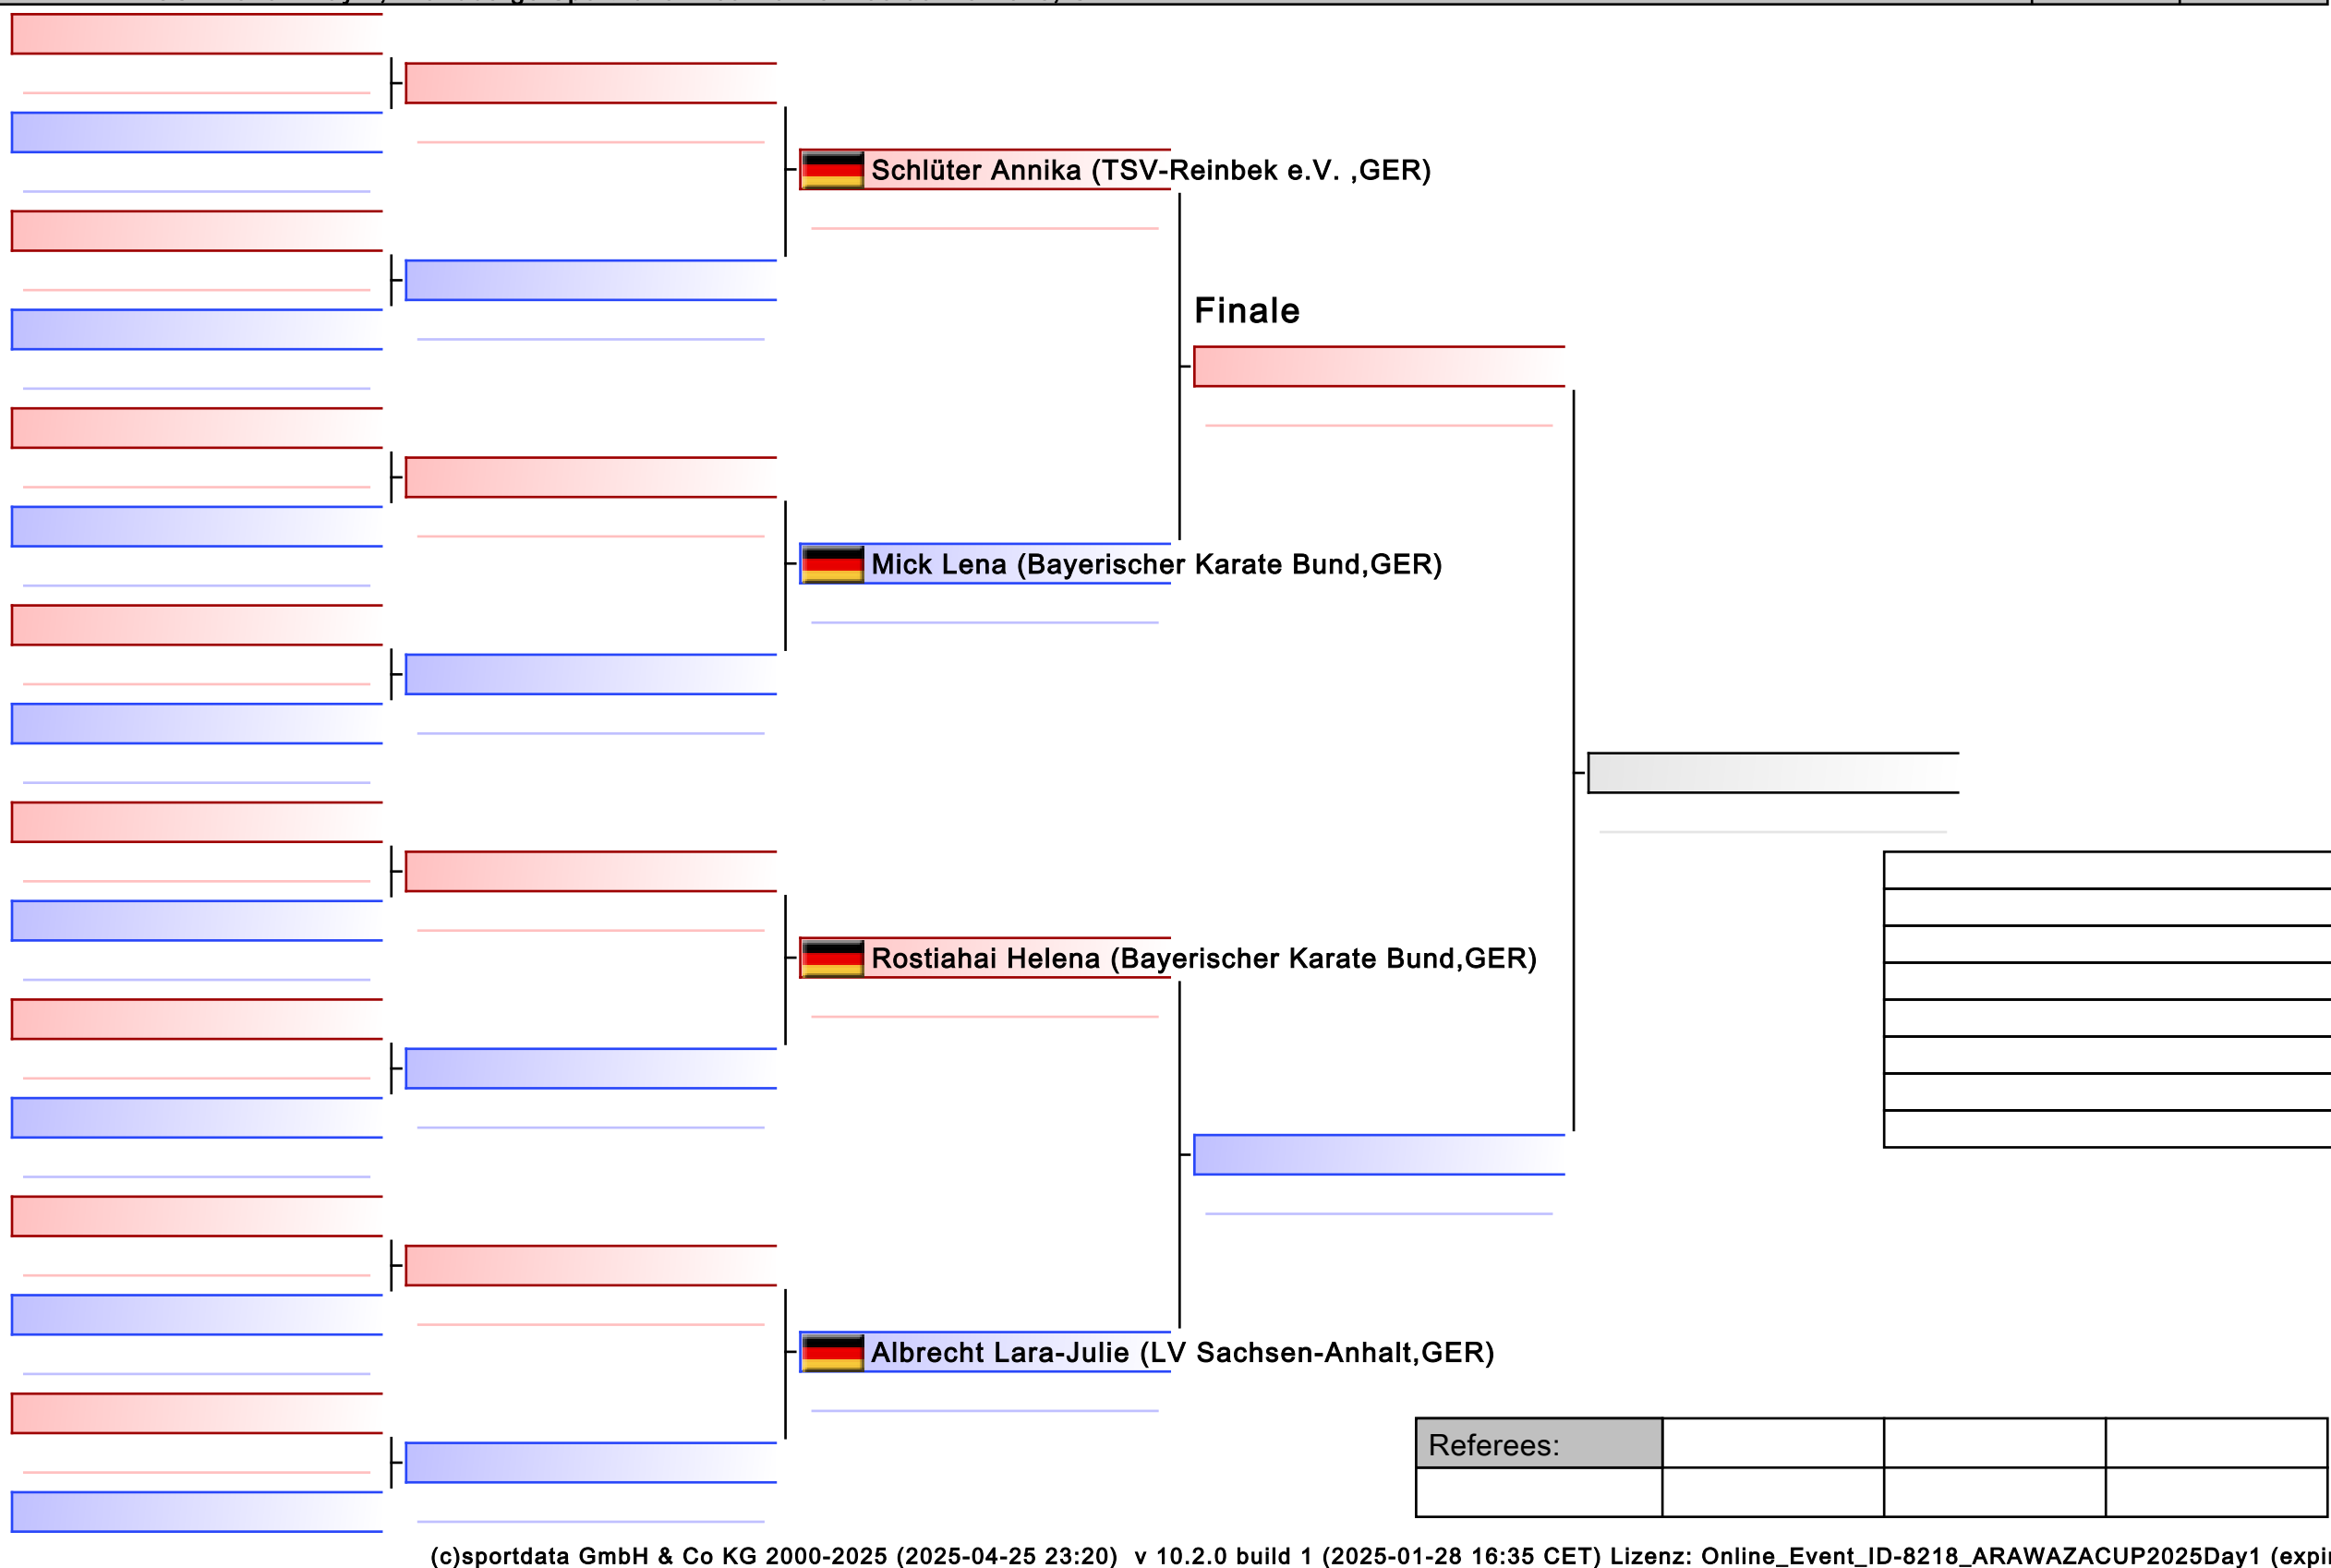 Schlüter Annika (TSV-Reinbek e.V. ,GER)
Finale
Mick Lena (Bayerischer Karate Bund,GER)
Rostiahai Helena (Bayerischer Karate Bund,GER)
Albrecht Lara-Julie (LV Sachsen-Anhalt,GER)
Referees:
(c)sportdata GmbH & Co KG 2000-2025 (2025-04-25 23:20) v 10.2.0 build 1 (2025-01-28 16:35 CET) Lizenz: Online_Event_ID-8218_ARAWAZACUP2025Day1 (expi